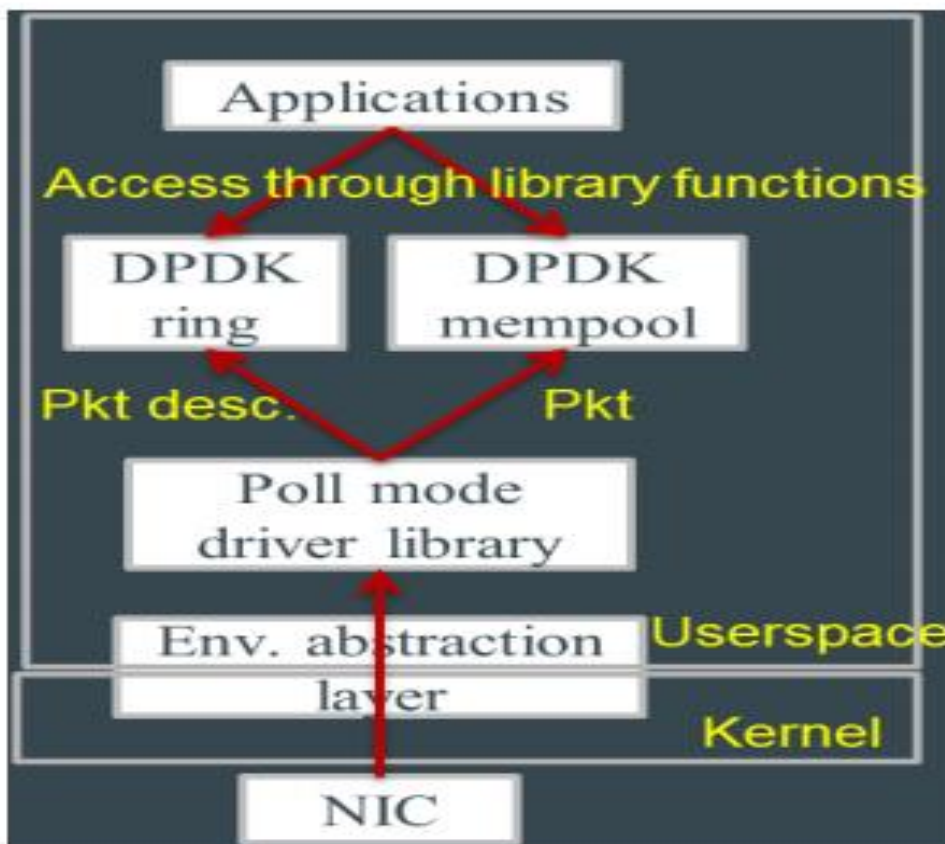 Applications
Access through library functions
DPDK
ring
DPDK
mempool
Pkt desc.
Pkt
Poll mode
driver library
Env. abstraction
layer
Userspace
Kernel
NIC